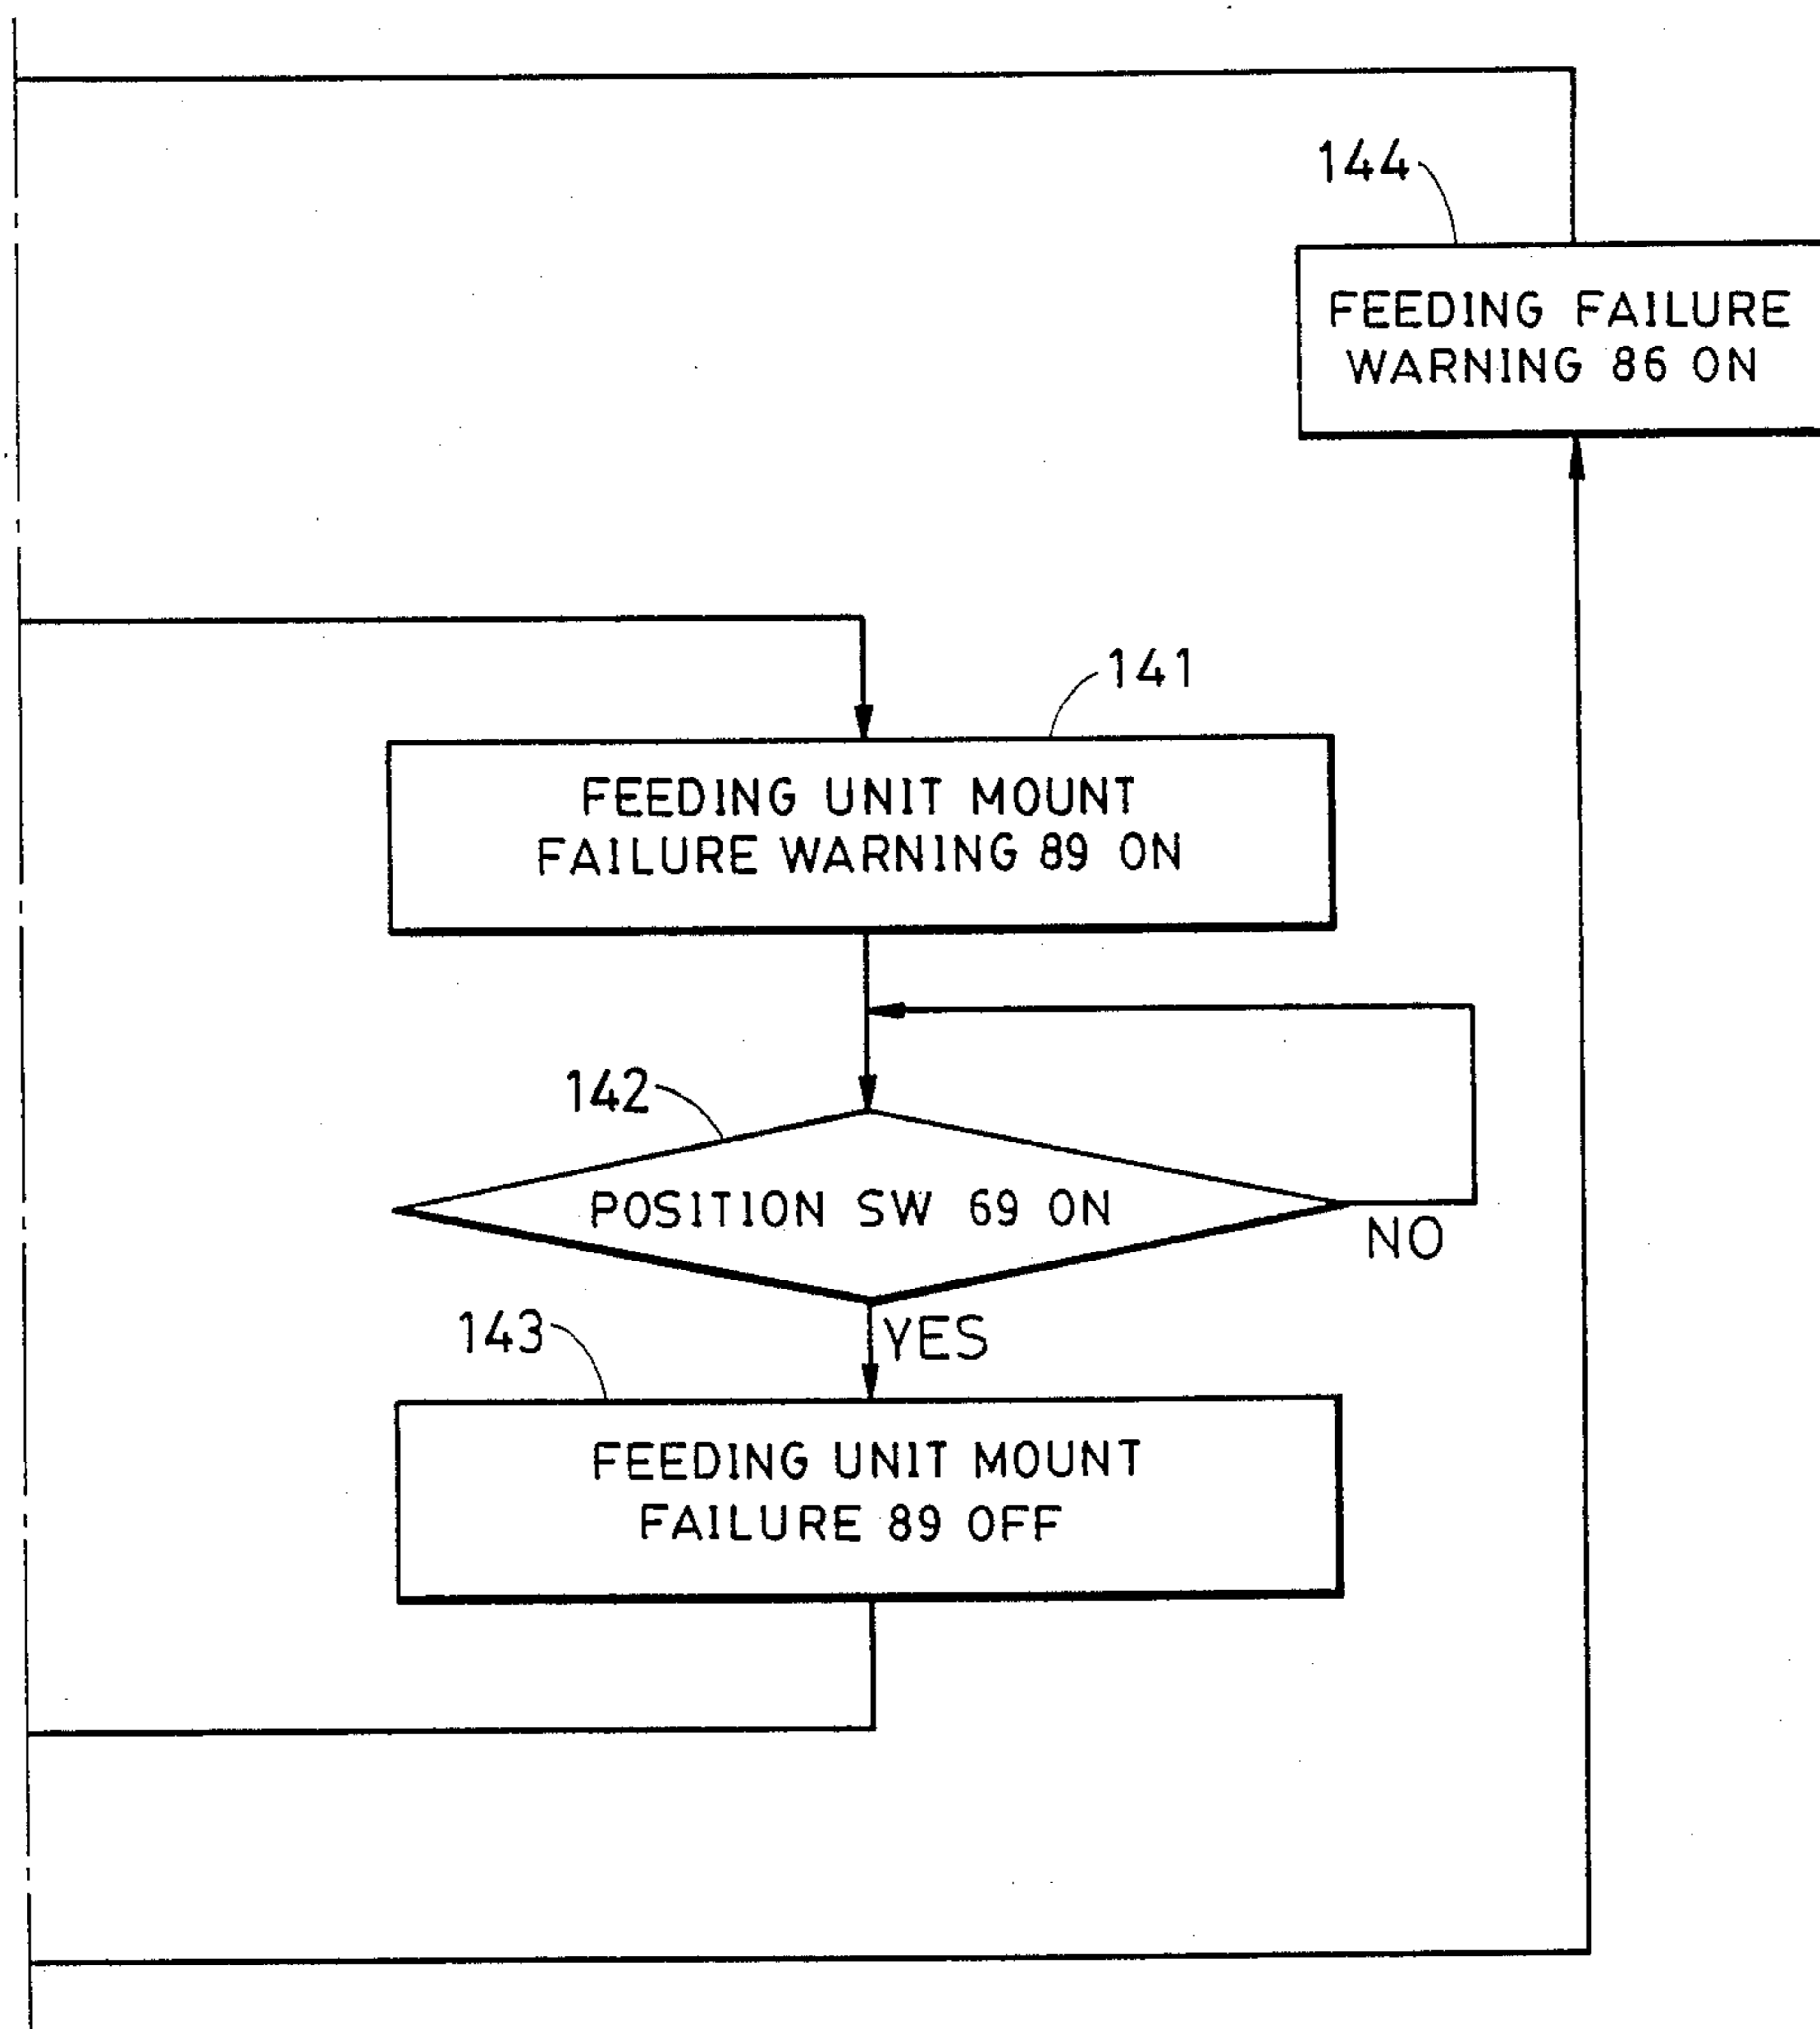 144
FEEDING FAILURE
WARNING 86 ON
141
FEEDING UNIT MOUNT
FAILURE WARNING 89 ON
142
POSITION SW 69 ON
NO
143
YES
FEEDING UNIT MOUNT
FAILURE 89 OFF